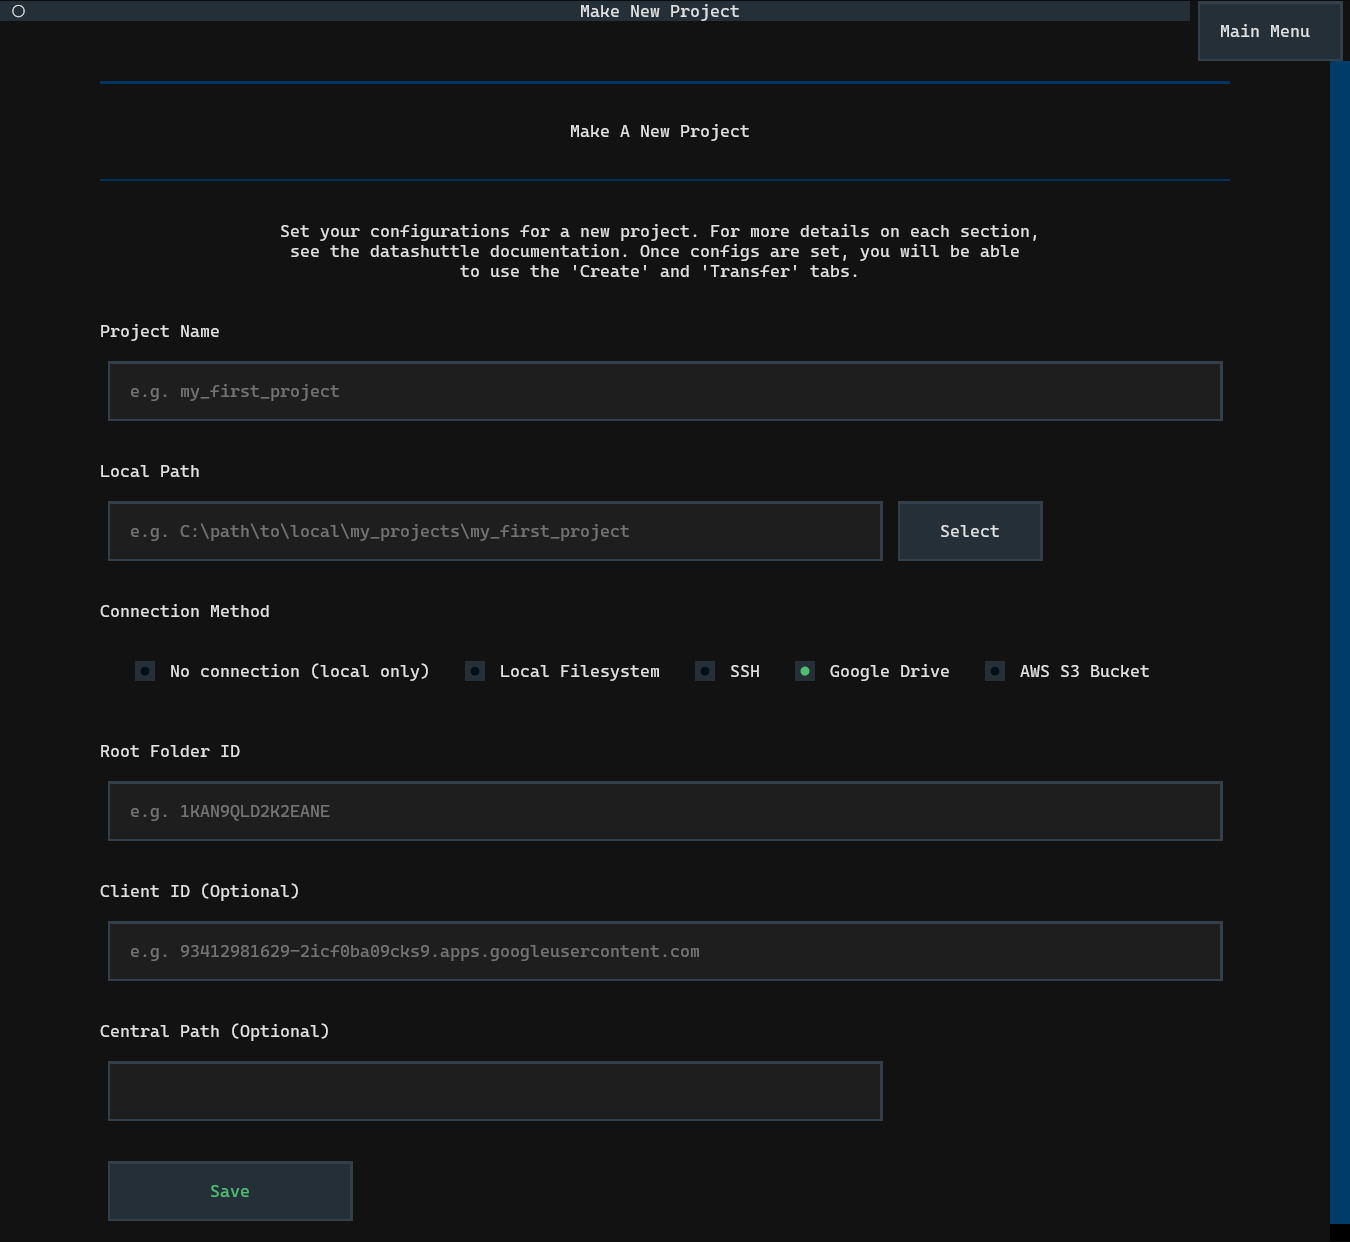 Make New Project
Main Menu
Make A New Project
Set your configurations for a new project. For more details on each section,
see the datashuttle documentation. Once configs are set, you will be able
to use the 'Create' and 'Transfer' tabs.
Project Name
e.g. my_first_project
Local Path
e.g. C:\path\to\local\my_projects\my_first_project
Select
Connection Method
No connection (local only) Local Filesystem SSH Google Drive AWS S3 Bucket
Root Folder ID
e.g. 1KAN9QLD2K2EANE
Client ID (Optional)
e.g. 93412981629-2icf0ba09cks9.apps.googleusercontent.com
Central Path (Optional)
Save